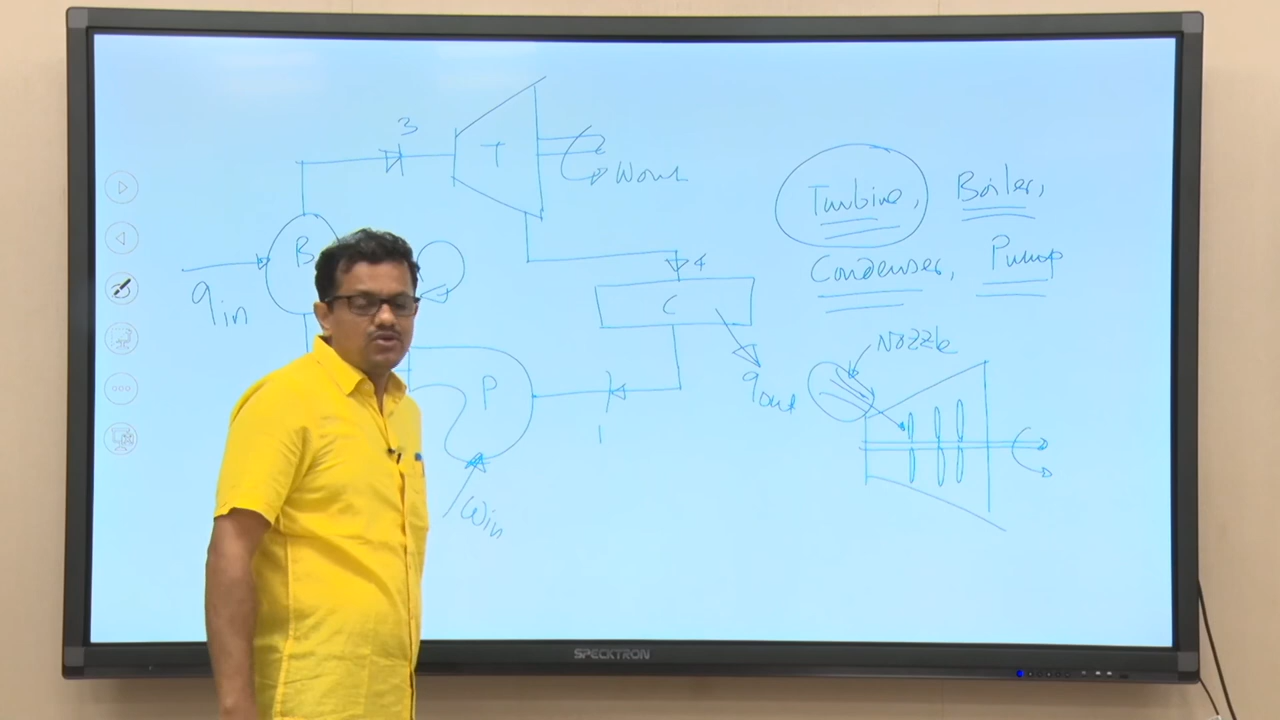 3
T
Wout
B
qin
4
C
qout
P
1
Win
Turbine, Boiler,
Condenser, Pump
Nozzle
SPECKTRON